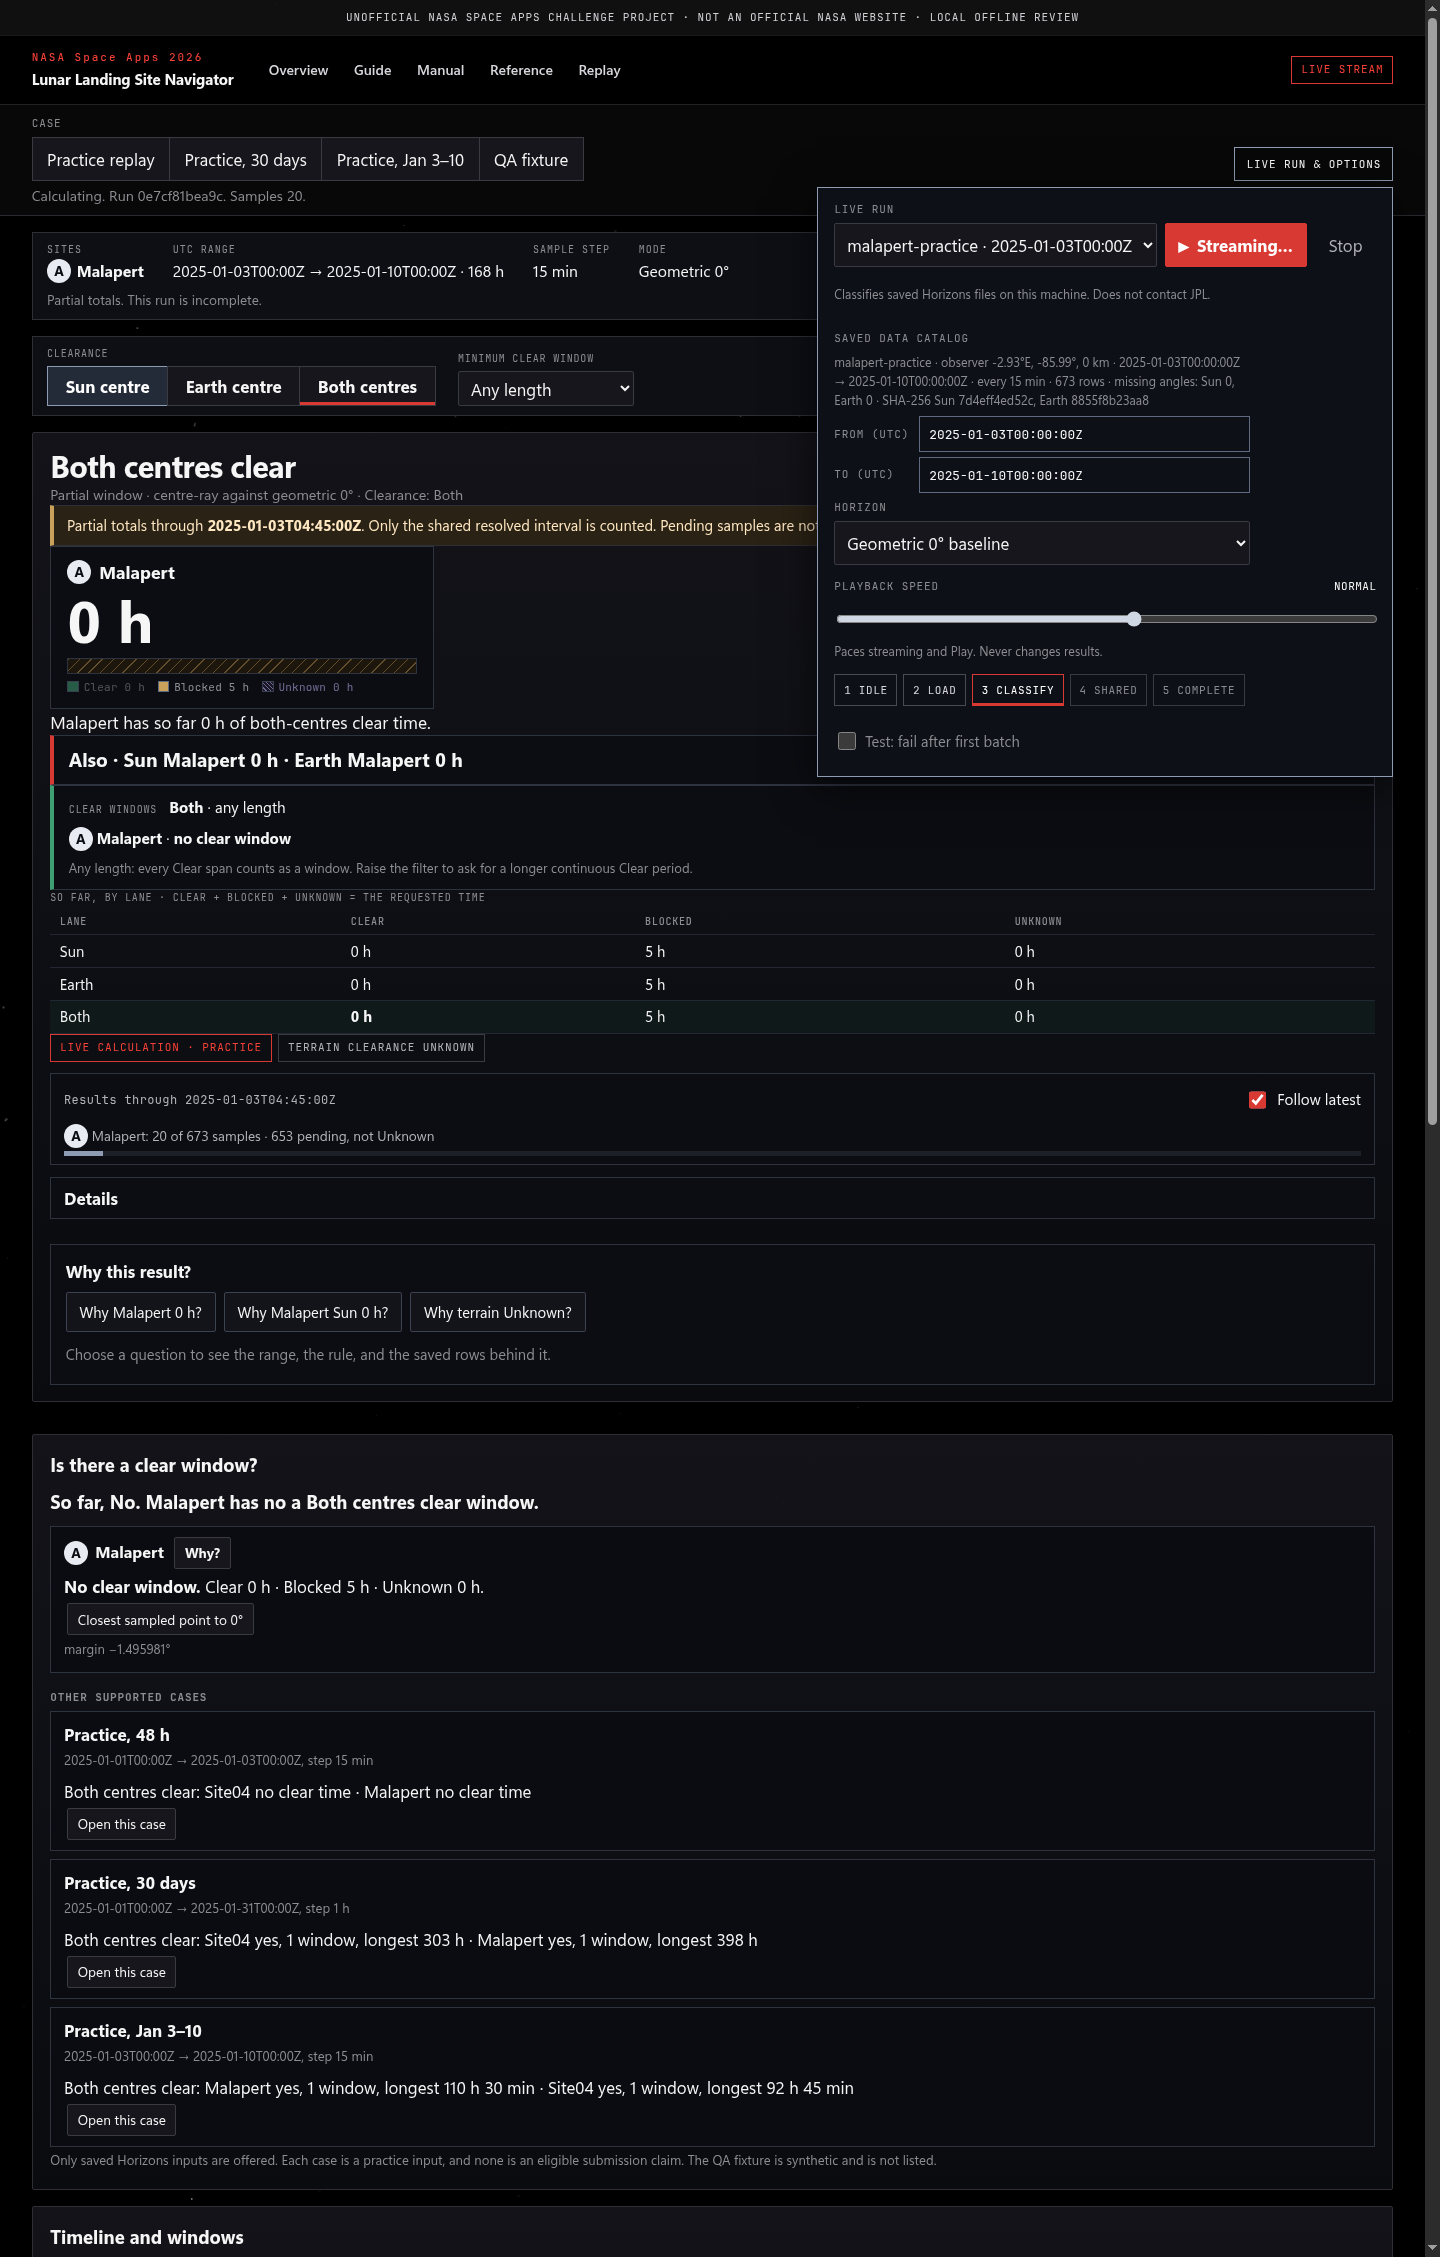 UNOFFICIAL NASA SPACE APPS CHALLENGE PROJECT · NOT AN OFFICIAL NASA WEBSITE · LOCAL OFFLINE REVIEW
NASA Space Apps 2026
Lunar Landing Site Navigator
Overview Guide Manual Reference Replay
LIVE STREAM
CASE
Practice replay Practice, 30 days Practice, Jan 3–10 QA fixture
LIVE RUN & OPTIONS
Calculating. Run 0e7cf81bea9c. Samples 20.
SITES UTC RANGE SAMPLE STEP MODE
A Malapert 2025-01-03T00:00Z → 2025-01-10T00:00Z · 168 h 15 min Geometric 0°
Partial totals. This run is incomplete.
CLEARANCE MINIMUM CLEAR WINDOW
Sun centre Earth centre Both centres Any length
LIVE RUN
malapert-practice · 2025-01-03T00:00Z ▶ Streaming... Stop
Classifies saved Horizons files on this machine. Does not contact JPL.
SAVED DATA CATALOG
malapert-practice · observer -2.93°E, -85.99°, 0 km · 2025-01-03T00:00:00Z
→ 2025-01-10T00:00:00Z · every 15 min · 673 rows · missing angles: Sun 0,
Earth 0 · SHA-256 Sun 7d4eff4ed52c, Earth 8855f8b23aa8
FROM (UTC) 2025-01-03T00:00:00Z
TO (UTC) 2025-01-10T00:00:00Z
HORIZON
Geometric 0° baseline
PLAYBACK SPEED NORMAL
Paces streaming and Play. Never changes results.
1 IDLE 2 LOAD 3 CLASSIFY 4 SHARED 5 COMPLETE
Test: fail after first batch
Both centres clear
Partial window · centre-ray against geometric 0° · Clearance: Both
Partial totals through 2025-01-03T04:45:00Z. Only the shared resolved interval is counted. Pending samples are not
A Malapert
0 h
Clear 0 h Blocked 5 h Unknown 0 h
Malapert has so far 0 h of both-centres clear time.
Also · Sun Malapert 0 h · Earth Malapert 0 h
CLEAR WINDOWS Both · any length
A Malapert · no clear window
Any length: every Clear span counts as a window. Raise the filter to ask for a longer continuous Clear period.
SO FAR, BY LANE · CLEAR + BLOCKED + UNKNOWN = THE REQUESTED TIME
LANE CLEAR BLOCKED UNKNOWN
Sun 0 h 5 h 0 h
Earth 0 h 5 h 0 h
Both 0 h 5 h 0 h
LIVE CALCULATION · PRACTICE TERRAIN CLEARANCE UNKNOWN
Results through 2025-01-03T04:45:00Z Follow latest
A Malapert: 20 of 673 samples · 653 pending, not Unknown
Details
Why this result?
Why Malapert 0 h? Why Malapert Sun 0 h? Why terrain Unknown?
Choose a question to see the range, the rule, and the saved rows behind it.
Is there a clear window?
So far, No. Malapert has no a Both centres clear window.
A Malapert Why?
No clear window. Clear 0 h · Blocked 5 h · Unknown 0 h.
Closest sampled point to 0°
margin −1.495981°
OTHER SUPPORTED CASES
Practice, 48 h
2025-01-01T00:00Z → 2025-01-03T00:00Z, step 15 min
Both centres clear: Site04 no clear time · Malapert no clear time
Open this case
Practice, 30 days
2025-01-01T00:00Z → 2025-01-31T00:00Z, step 1 h
Both centres clear: Site04 yes, 1 window, longest 303 h · Malapert yes, 1 window, longest 398 h
Open this case
Practice, Jan 3–10
2025-01-03T00:00Z → 2025-01-10T00:00Z, step 15 min
Both centres clear: Malapert yes, 1 window, longest 110 h 30 min · Site04 yes, 1 window, longest 92 h 45 min
Open this case
Only saved Horizons inputs are offered. Each case is a practice input, and none is an eligible submission claim. The QA fixture is synthetic and is not listed.
Timeline and windows